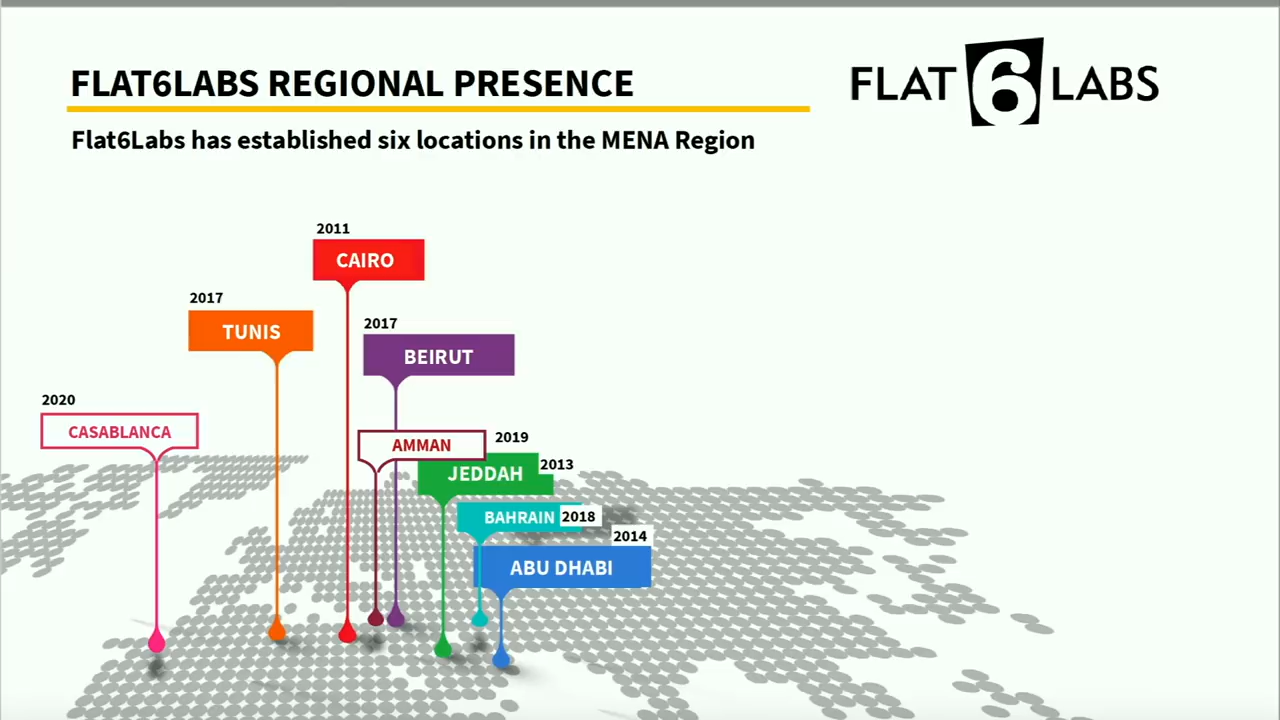 FLAT6LABS REGIONAL PRESENCE
FLAT 6 LABS
Flat6Labs has established six locations in the MENA Region
2011
CAIRO
2017
TUNIS
2017
BEIRUT
2020
CASABLANCA
AMMAN
2019
JEDDAH
2013
BAHRAIN
2018
2014
ABU DHABI